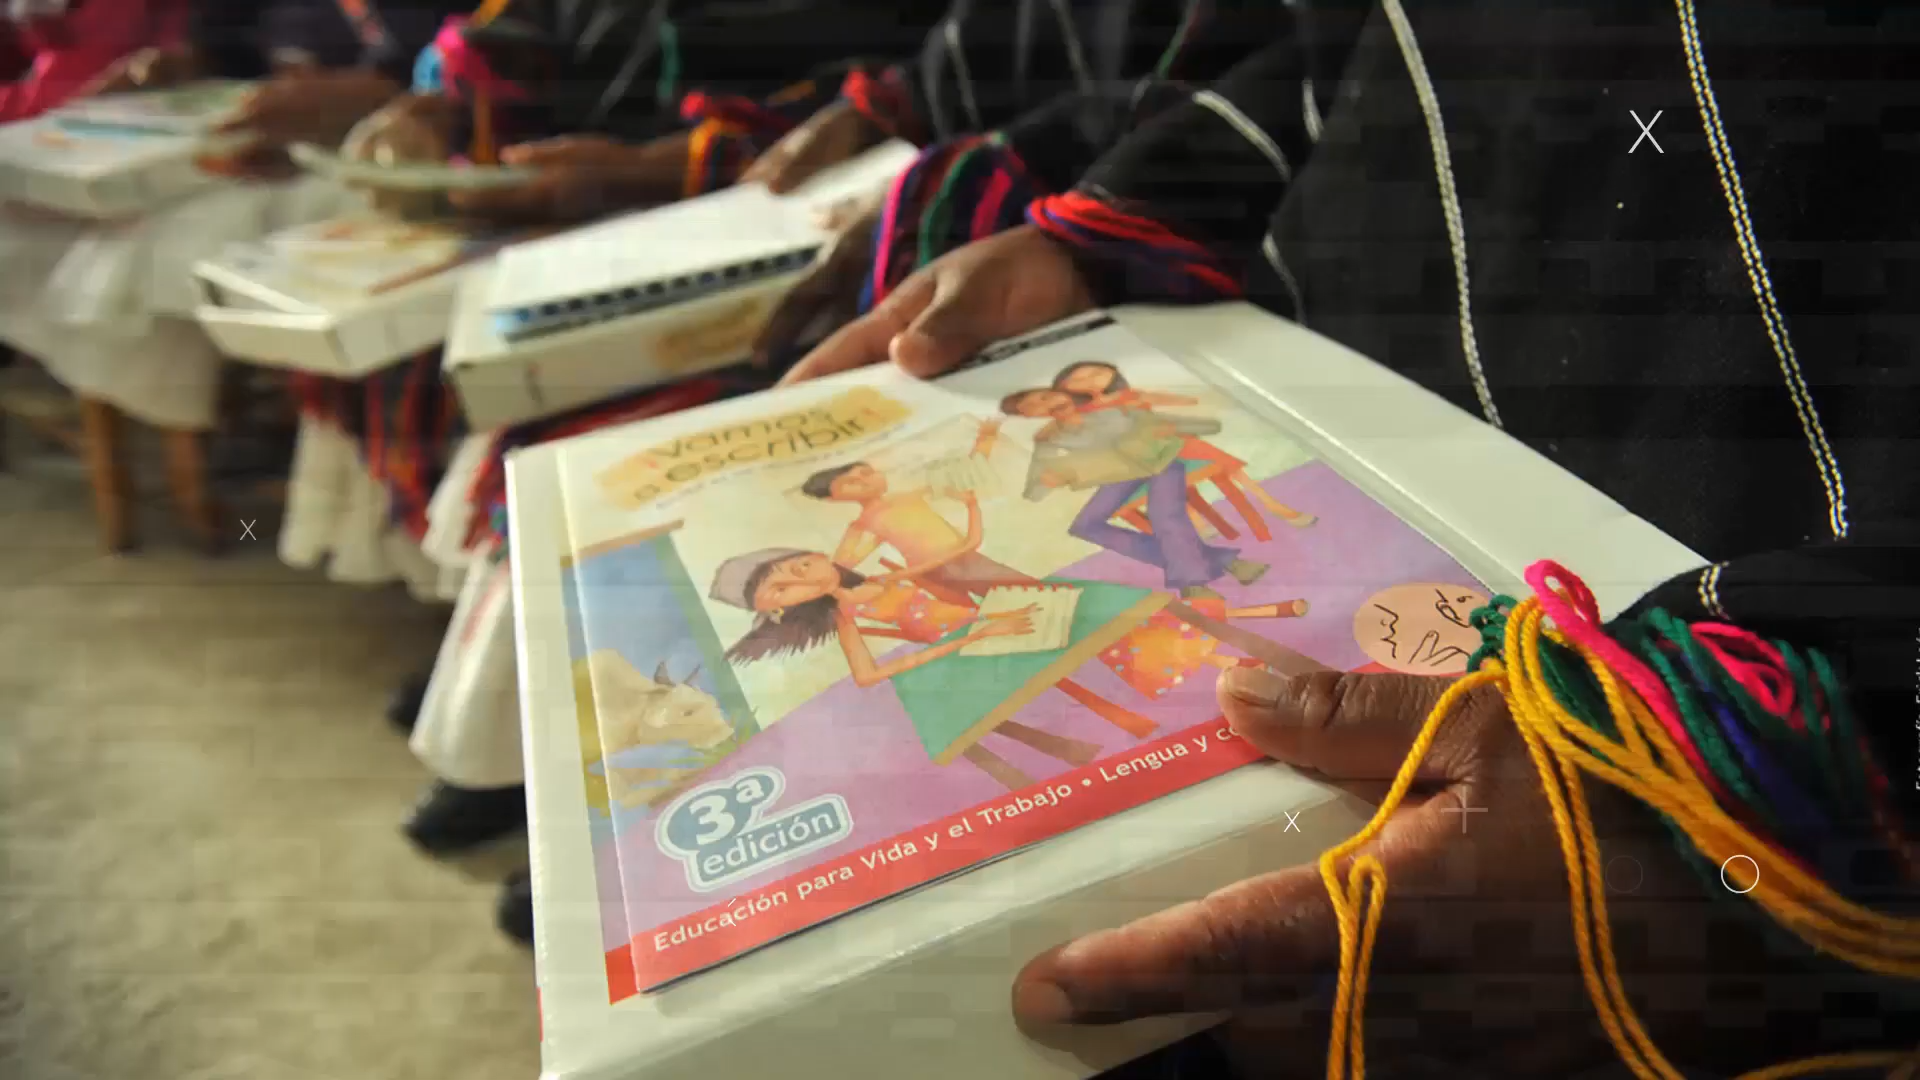 ¡Vamos
a escribir!
3a
edición
Educación para Vida y el Trabajo • Lengua y